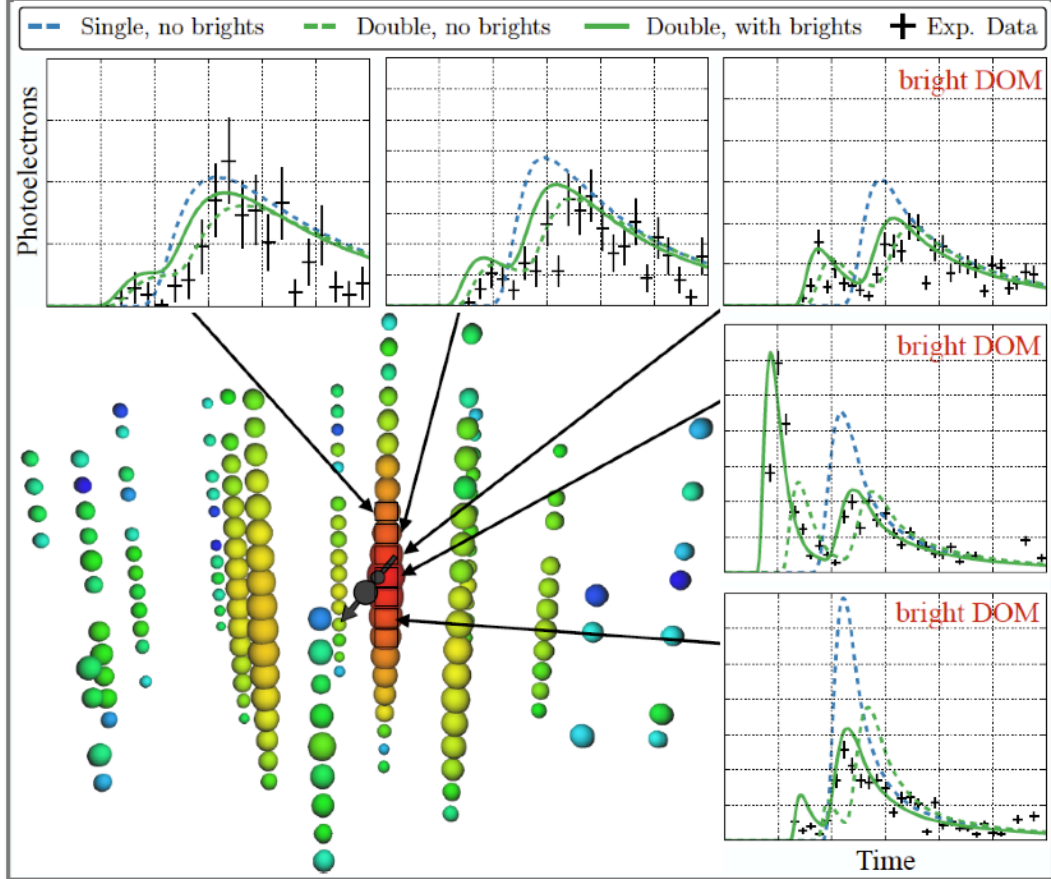 Single, no brights
Double, no brights
Double, with brights
Exp. Data
Photoelectrons
bright DOM
bright DOM
bright DOM
Time